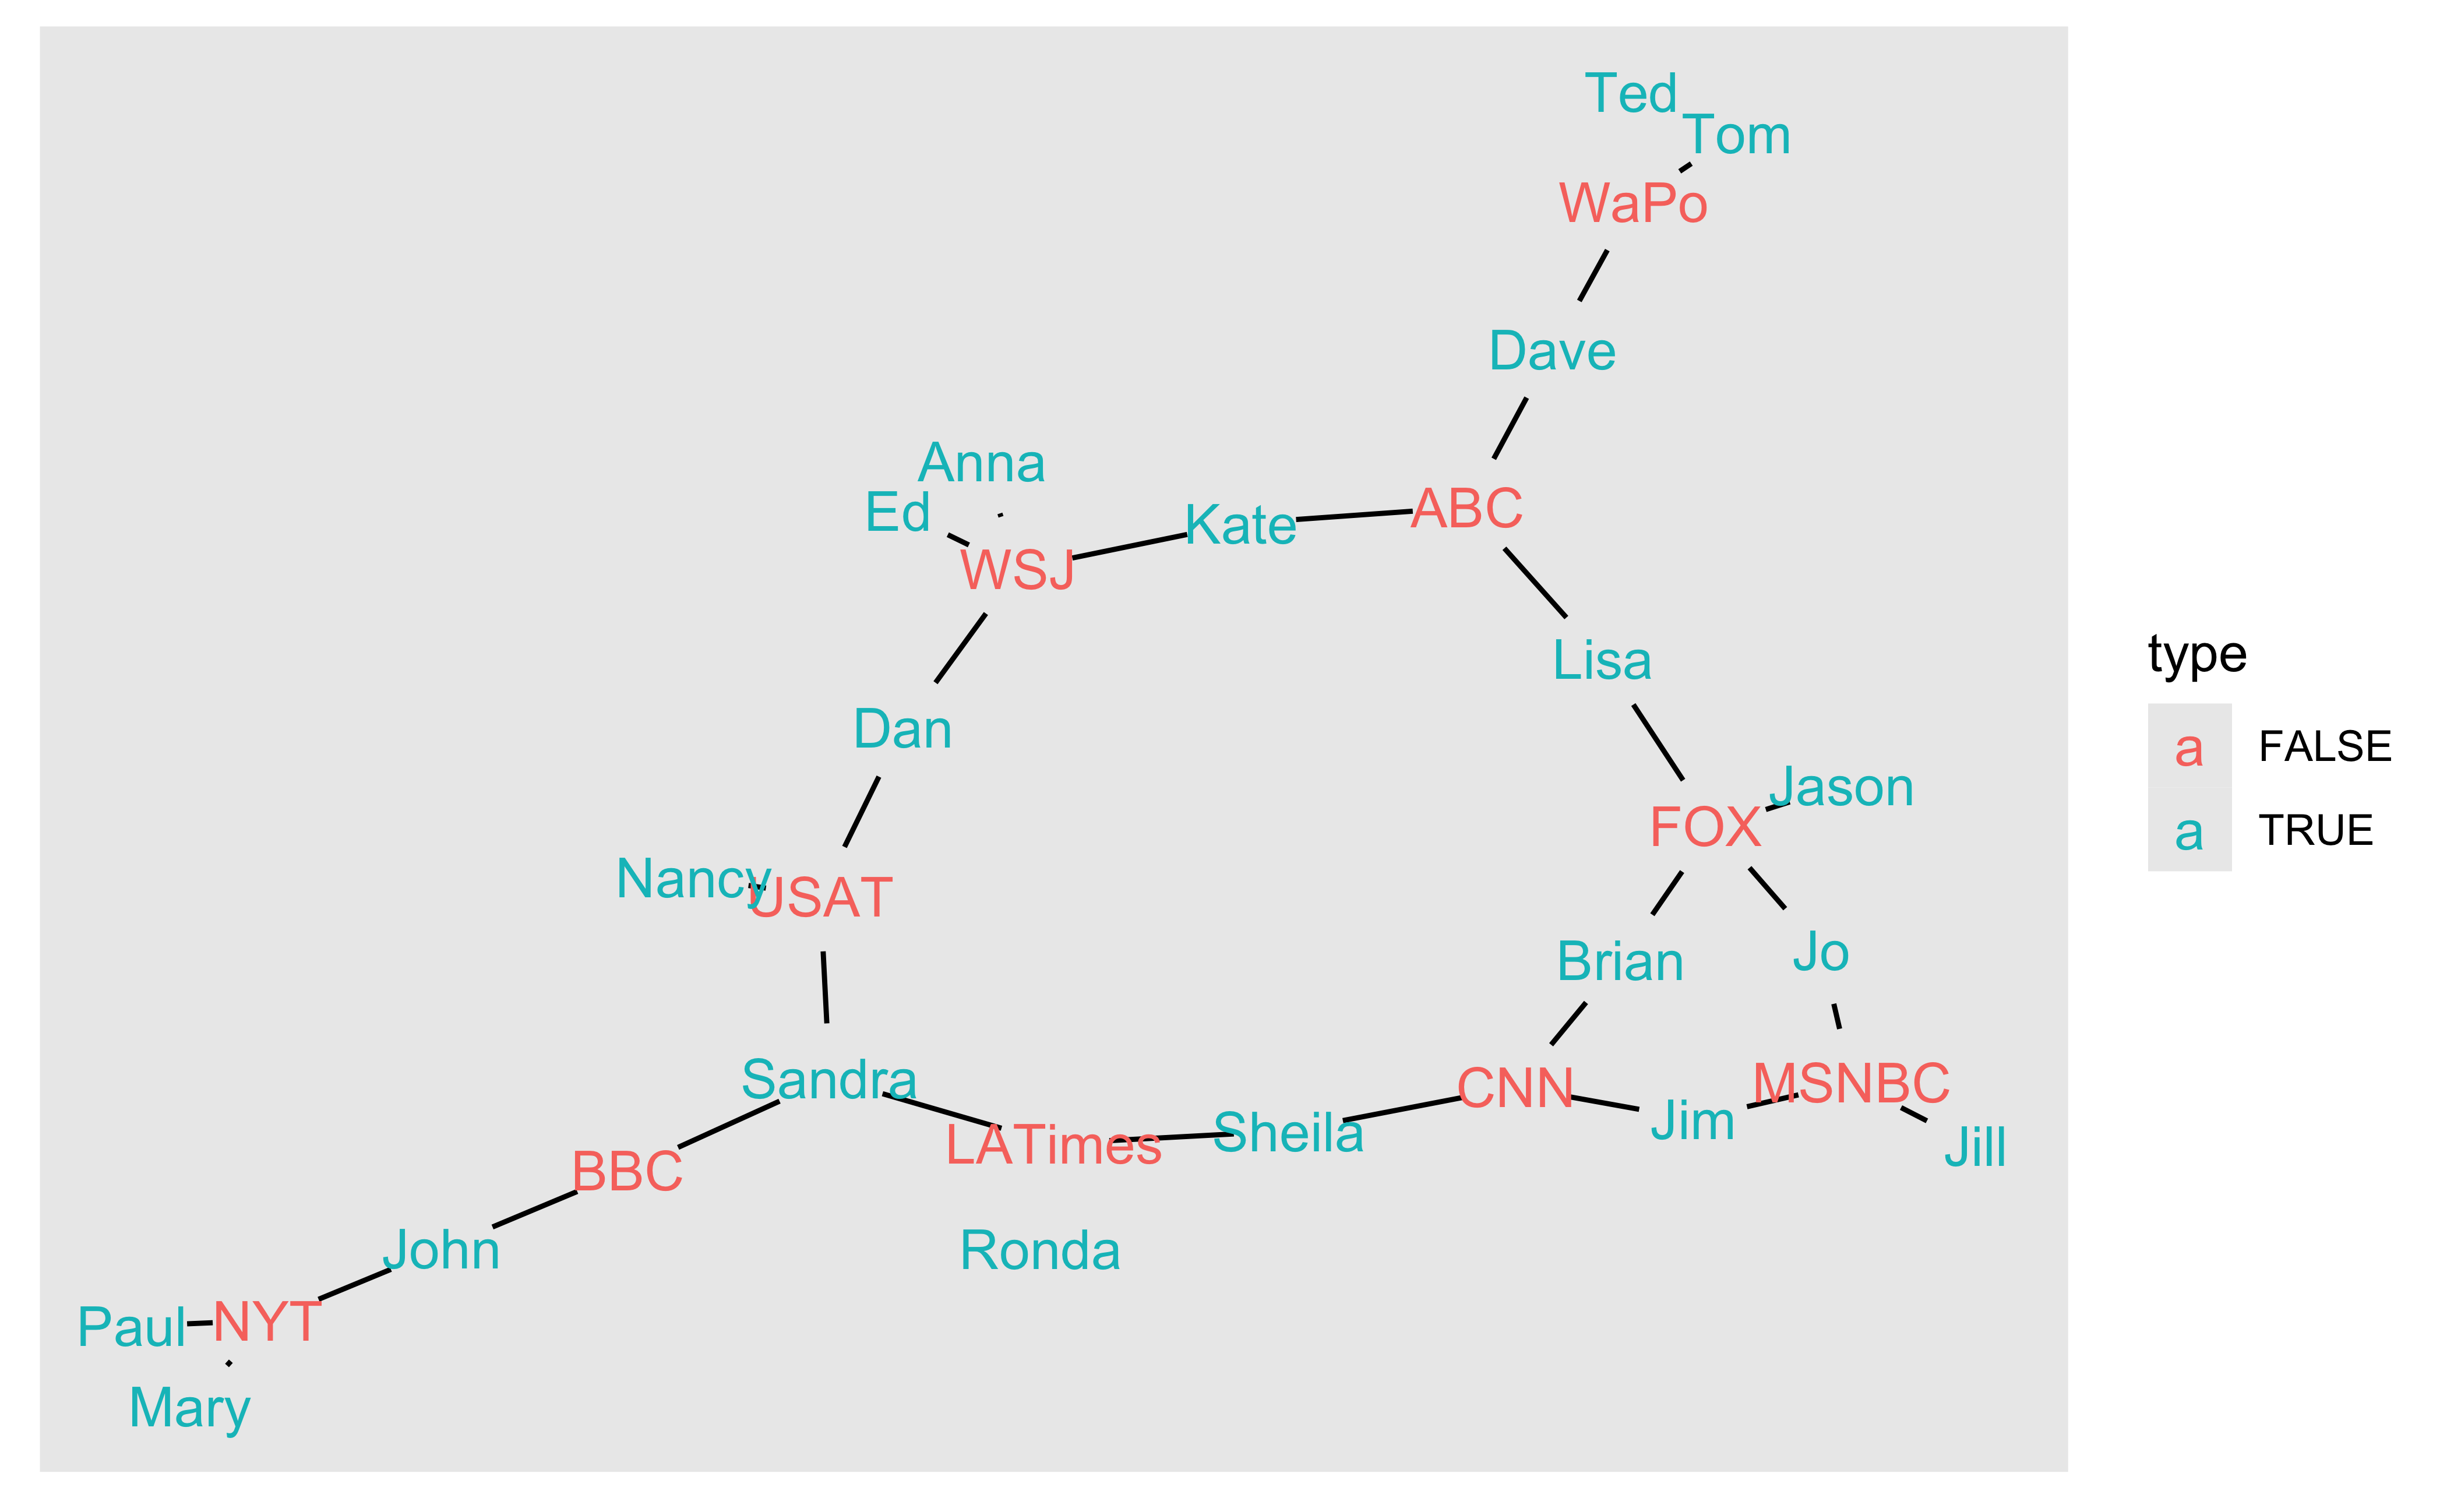 Ted
Tom
WaPo
Dave
Anna
Ed
Kate
ABC
WSJ
Lisa
type
Dan
a FALSE
Jason
FOX
a TRUE
Nancy
USAT
Brian
Jo
Sandra
CNN
MSNBC
Jim
Sheila
LATimes
Jill
BBC
John
Ronda
Paul
NYT
Mary